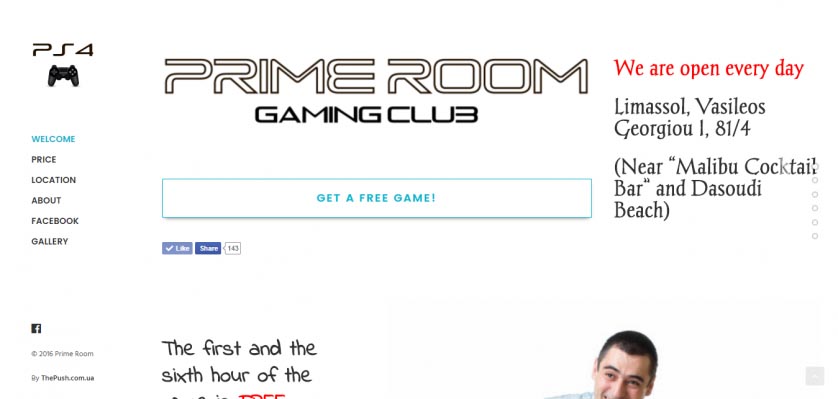 PS4
WELCOME
PRICE
LOCATION
ABOUT
FACEBOOK
GALLERY
© 2016 Prime Room
By ThePush.com.ua
PRIME ROOM
GAMING CLUB
GET A FREE GAME!
Like Share 143
The first and the
sixth hour of the
We are open every day
Limassol, Vasileos
Georgiou I, 81/4
(Near “Malibu Cocktail
Bar“ and Dasoudi
Beach)